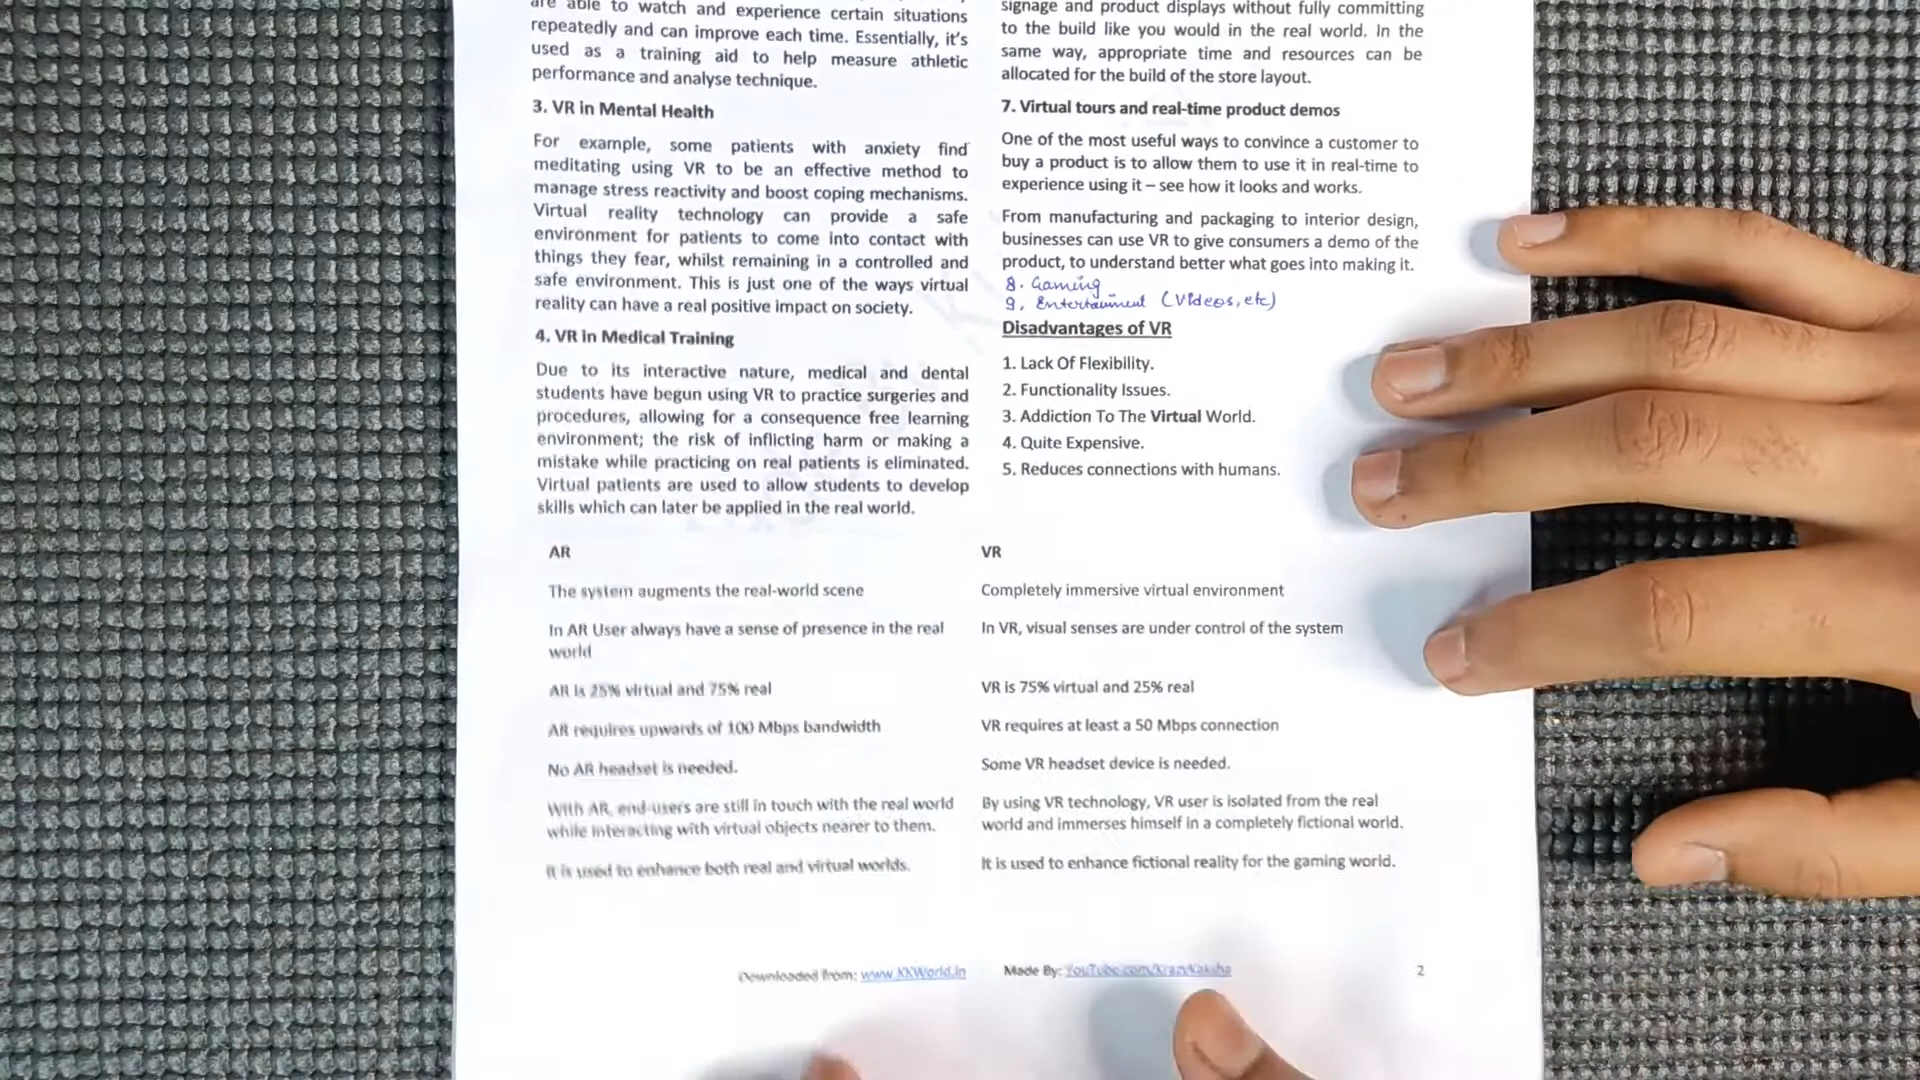 are able to watch and experience certain situations
repeatedly and can improve each time. Essentially, it's
used as a training aid to help measure athletic
performance and analyse technique.
3. VR in Mental Health
For example, some patients with anxiety find
meditating using VR to be an effective method to
manage stress reactivity and boost coping mechanisms.
Virtual reality technology can provide a safe
environment for patients to come into contact with
things they fear, whilst remaining in a controlled and
safe environment. This is just one of the ways virtual
reality can have a real positive impact on society.
4. VR in Medical Training
Due to its interactive nature, medical and dental
students have begun using VR to practice surgeries and
procedures, allowing for a consequence free learning
environment; the risk of inflicting harm or making a
mistake while practicing on real patients is eliminated.
Virtual patients are used to allow students to develop
skills which can later be applied in the real world.
signage and product displays without fully committing
to the build like you would in the real world. In the
same way, appropriate time and resources can be
allocated for the build of the store layout.
7. Virtual tours and real-time product demos
One of the most useful ways to convince a customer to
buy a product is to allow them to use it in real-time to
experience using it – see how it looks and works.
From manufacturing and packaging to interior design,
businesses can use VR to give consumers a demo of the
product, to understand better what goes into making it.
8. Gaming
9. Entertainment (Videos, etc)
Disadvantages of VR
1. Lack Of Flexibility.
2. Functionality Issues.
3. Addiction To The Virtual World.
4. Quite Expensive.
5. Reduces connections with humans.
AR VR
The system augments the real-world scene Completely immersive virtual environment
In AR User always have a sense of presence in the real In VR, visual senses are under control of the system
world
AR is 25% virtual and 75% real VR is 75% virtual and 25% real
AR requires upwards of 100 Mbps bandwidth VR requires at least a 50 Mbps connection
No AR headset is needed. Some VR headset device is needed.
With AR, end-users are still in touch with the real world By using VR technology, VR user is isolated from the real
while interacting with virtual objects nearer to them. world and immerses himself in a completely fictional world.
It is used to enhance both real and virtual worlds. It is used to enhance fictional reality for the gaming world.
Downloaded from: www.KKWorld.in Made By: YouTube.com/KrazyKaksha 2